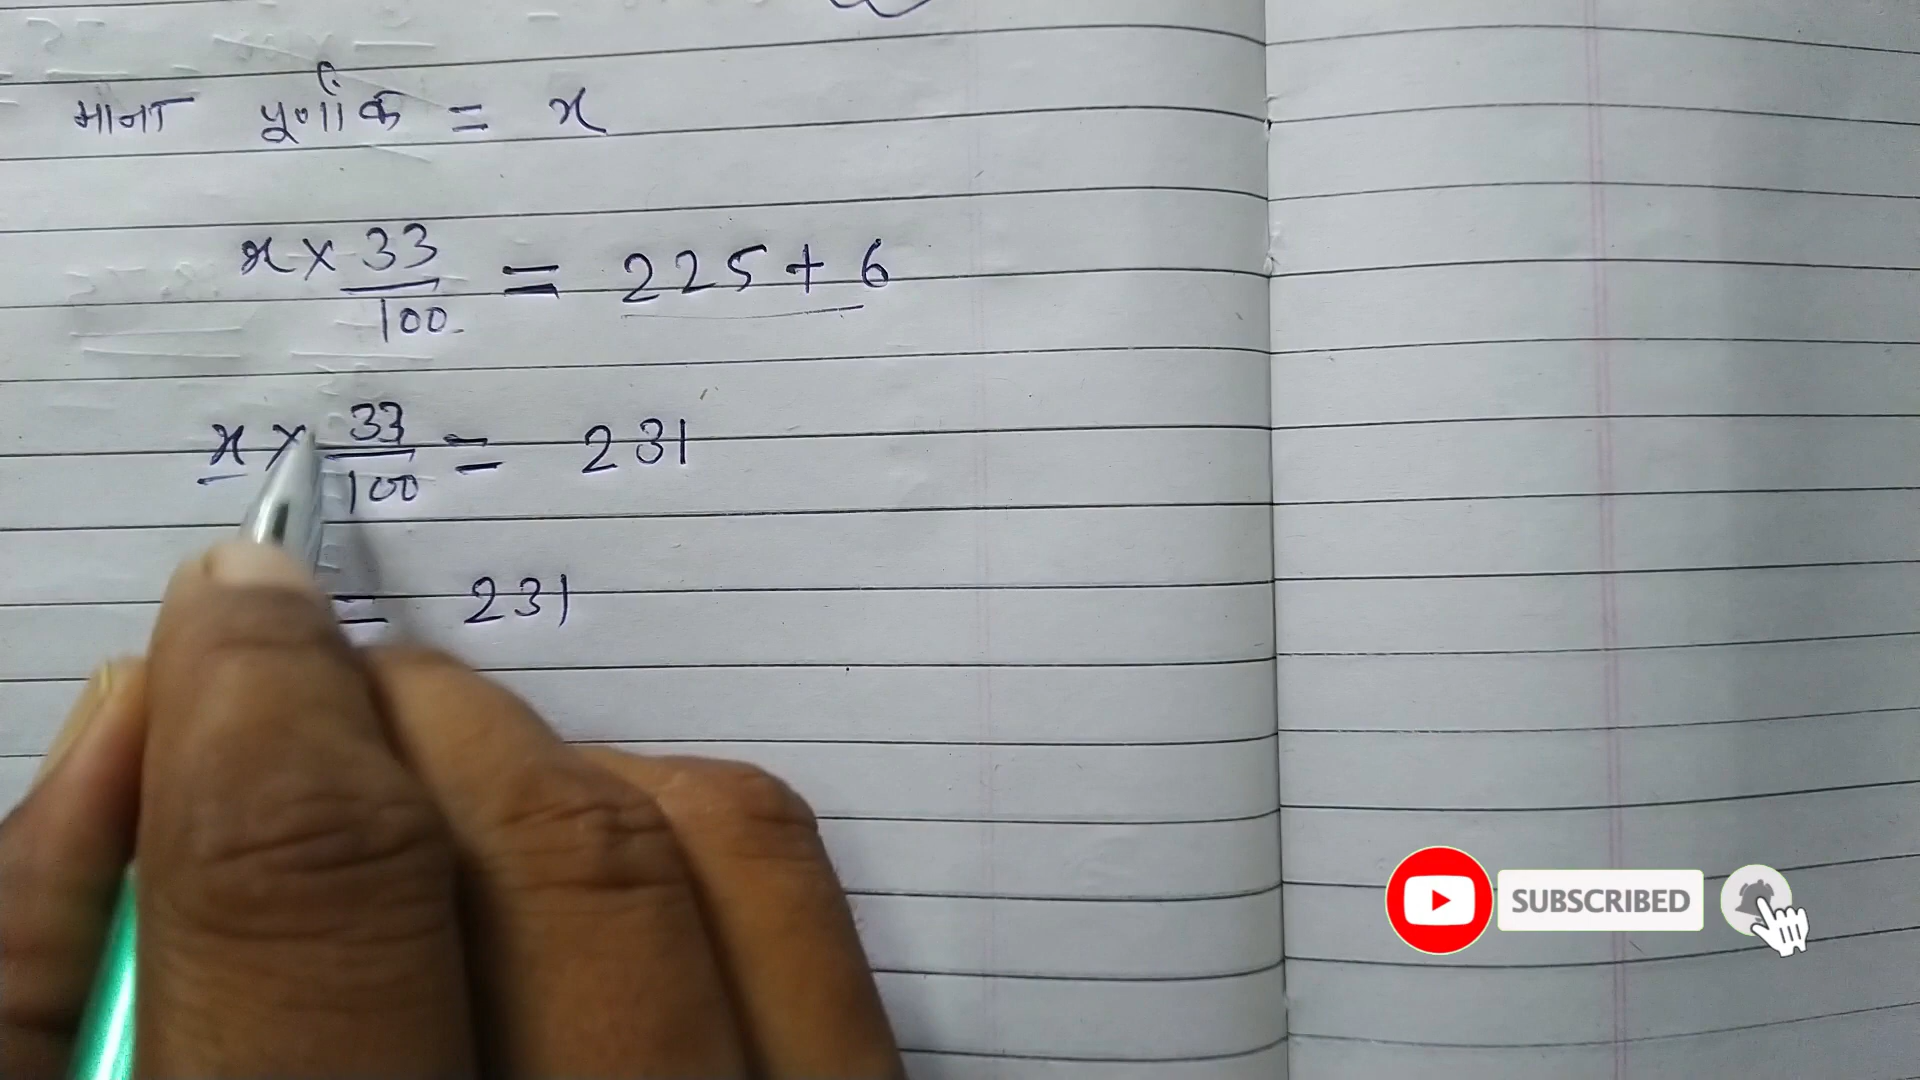 माना पूर्णांक = x
x × 33/100 = 225 + 6
x × 33/100 = 231
= 231
SUBSCRIBED